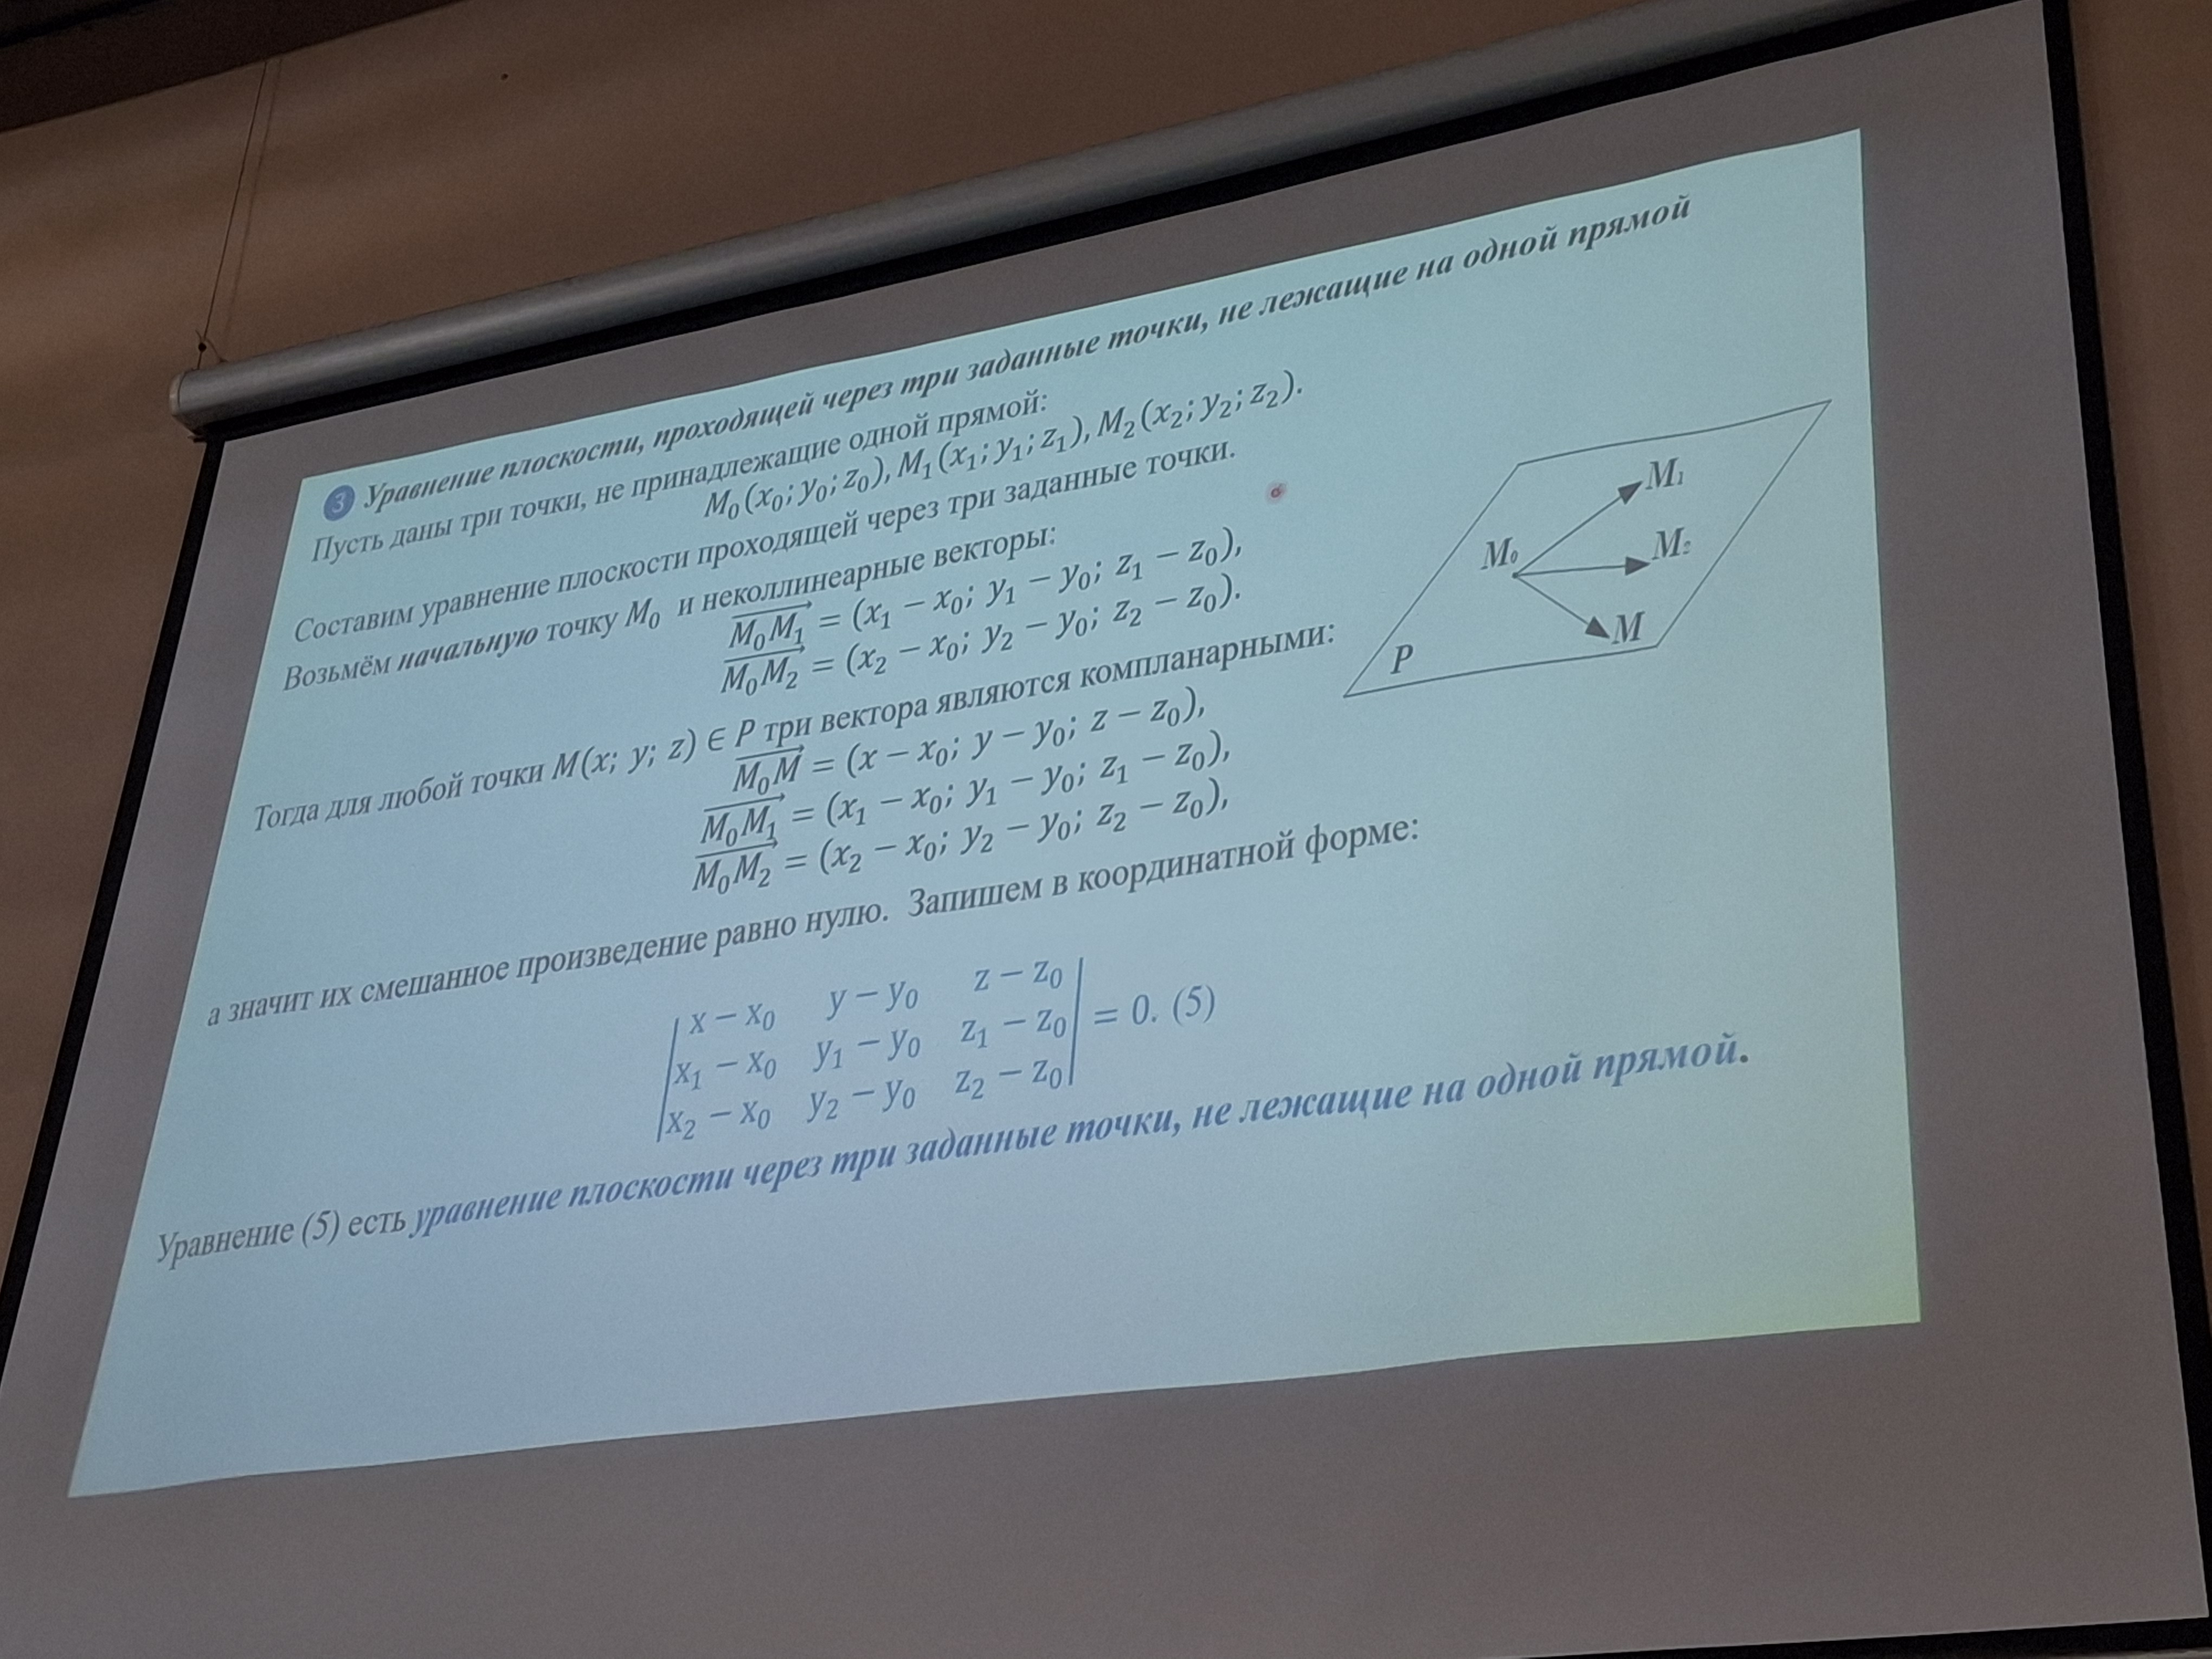 3 Уравнение плоскости, проходящей через три заданные точки, не лежащие на одной прямой
Пусть даны три точки, не принадлежащие одной прямой:
M₀(x₀; y₀; z₀), M₁(x₁; y₁; z₁), M₂(x₂; y₂; z₂).
Составим уравнение плоскости проходящей через три заданные точки.
Возьмём начальную точку M₀ и неколлинеарные векторы:
M₀M₁ = (x₁ − x₀; y₁ − y₀; z₁ − z₀),
M₀M₂ = (x₂ − x₀; y₂ − y₀; z₂ − z₀).
Тогда для любой точки M(x; y; z) ∈ P три вектора являются компланарными:
M₀M = (x − x₀; y − y₀; z − z₀),
M₀M₁ = (x₁ − x₀; y₁ − y₀; z₁ − z₀),
M₀M₂ = (x₂ − x₀; y₂ − y₀; z₂ − z₀),
а значит их смешанное произведение равно нулю. Запишем в координатной форме:
|x − x₀ y − y₀ z − z₀|
|x₁ − x₀ y₁ − y₀ z₁ − z₀| = 0. (5)
|x₂ − x₀ y₂ − y₀ z₂ − z₀|
Уравнение (5) есть уравнение плоскости через три заданные точки, не лежащие на одной прямой.
M₁
M₀
M₂
M
P